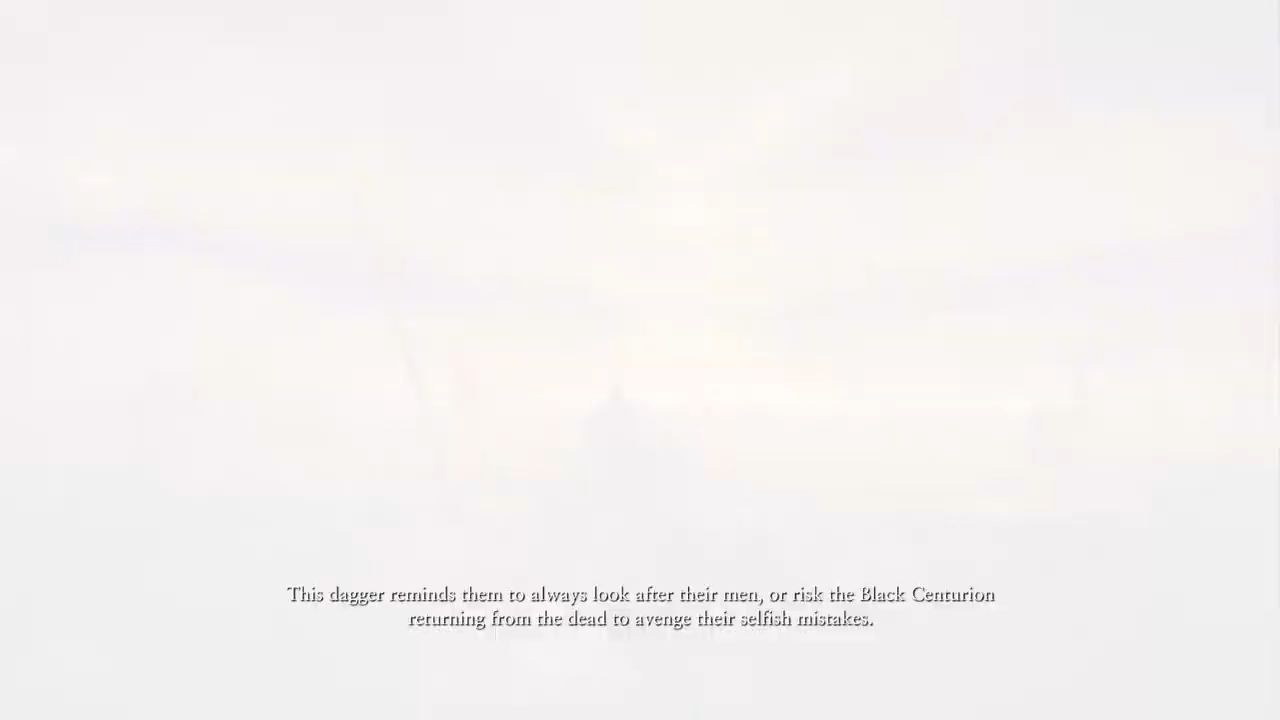 This dagger reminds them to always look after their men, or risk the Black Centurion
returning from the dead to avenge their selfish mistakes.